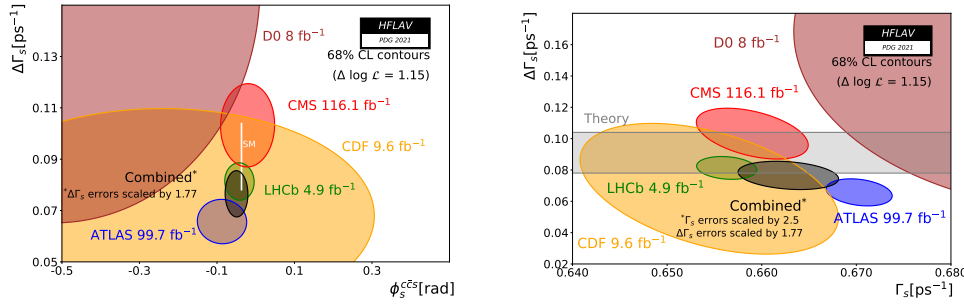 ΔΓₛ[ps⁻¹]
0.13
0.11
0.09
0.07
0.05
-0.5
-0.3
-0.1
0.1
0.3
ϕₛᶜc̄ˢ[rad]
D0 8 fb⁻¹
HFLAV
PDG 2021
68% CL contours
(Δ log ℒ = 1.15)
CMS 116.1 fb⁻¹
CDF 9.6 fb⁻¹
SM
Combined*
*ΔΓₛ errors scaled by 1.77
LHCb 4.9 fb⁻¹
ATLAS 99.7 fb⁻¹
ΔΓₛ[ps⁻¹]
0.16
0.14
0.12
0.10
0.08
0.06
0.04
0.02
0.640
0.650
0.660
0.670
0.680
Γₛ[ps⁻¹]
D0 8 fb⁻¹
HFLAV
PDG 2021
68% CL contours
(Δ log ℒ = 1.15)
CMS 116.1 fb⁻¹
Theory
LHCb 4.9 fb⁻¹
Combined*
*Γₛ errors scaled by 2.5
ΔΓₛ errors scaled by 1.77
ATLAS 99.7 fb⁻¹
CDF 9.6 fb⁻¹